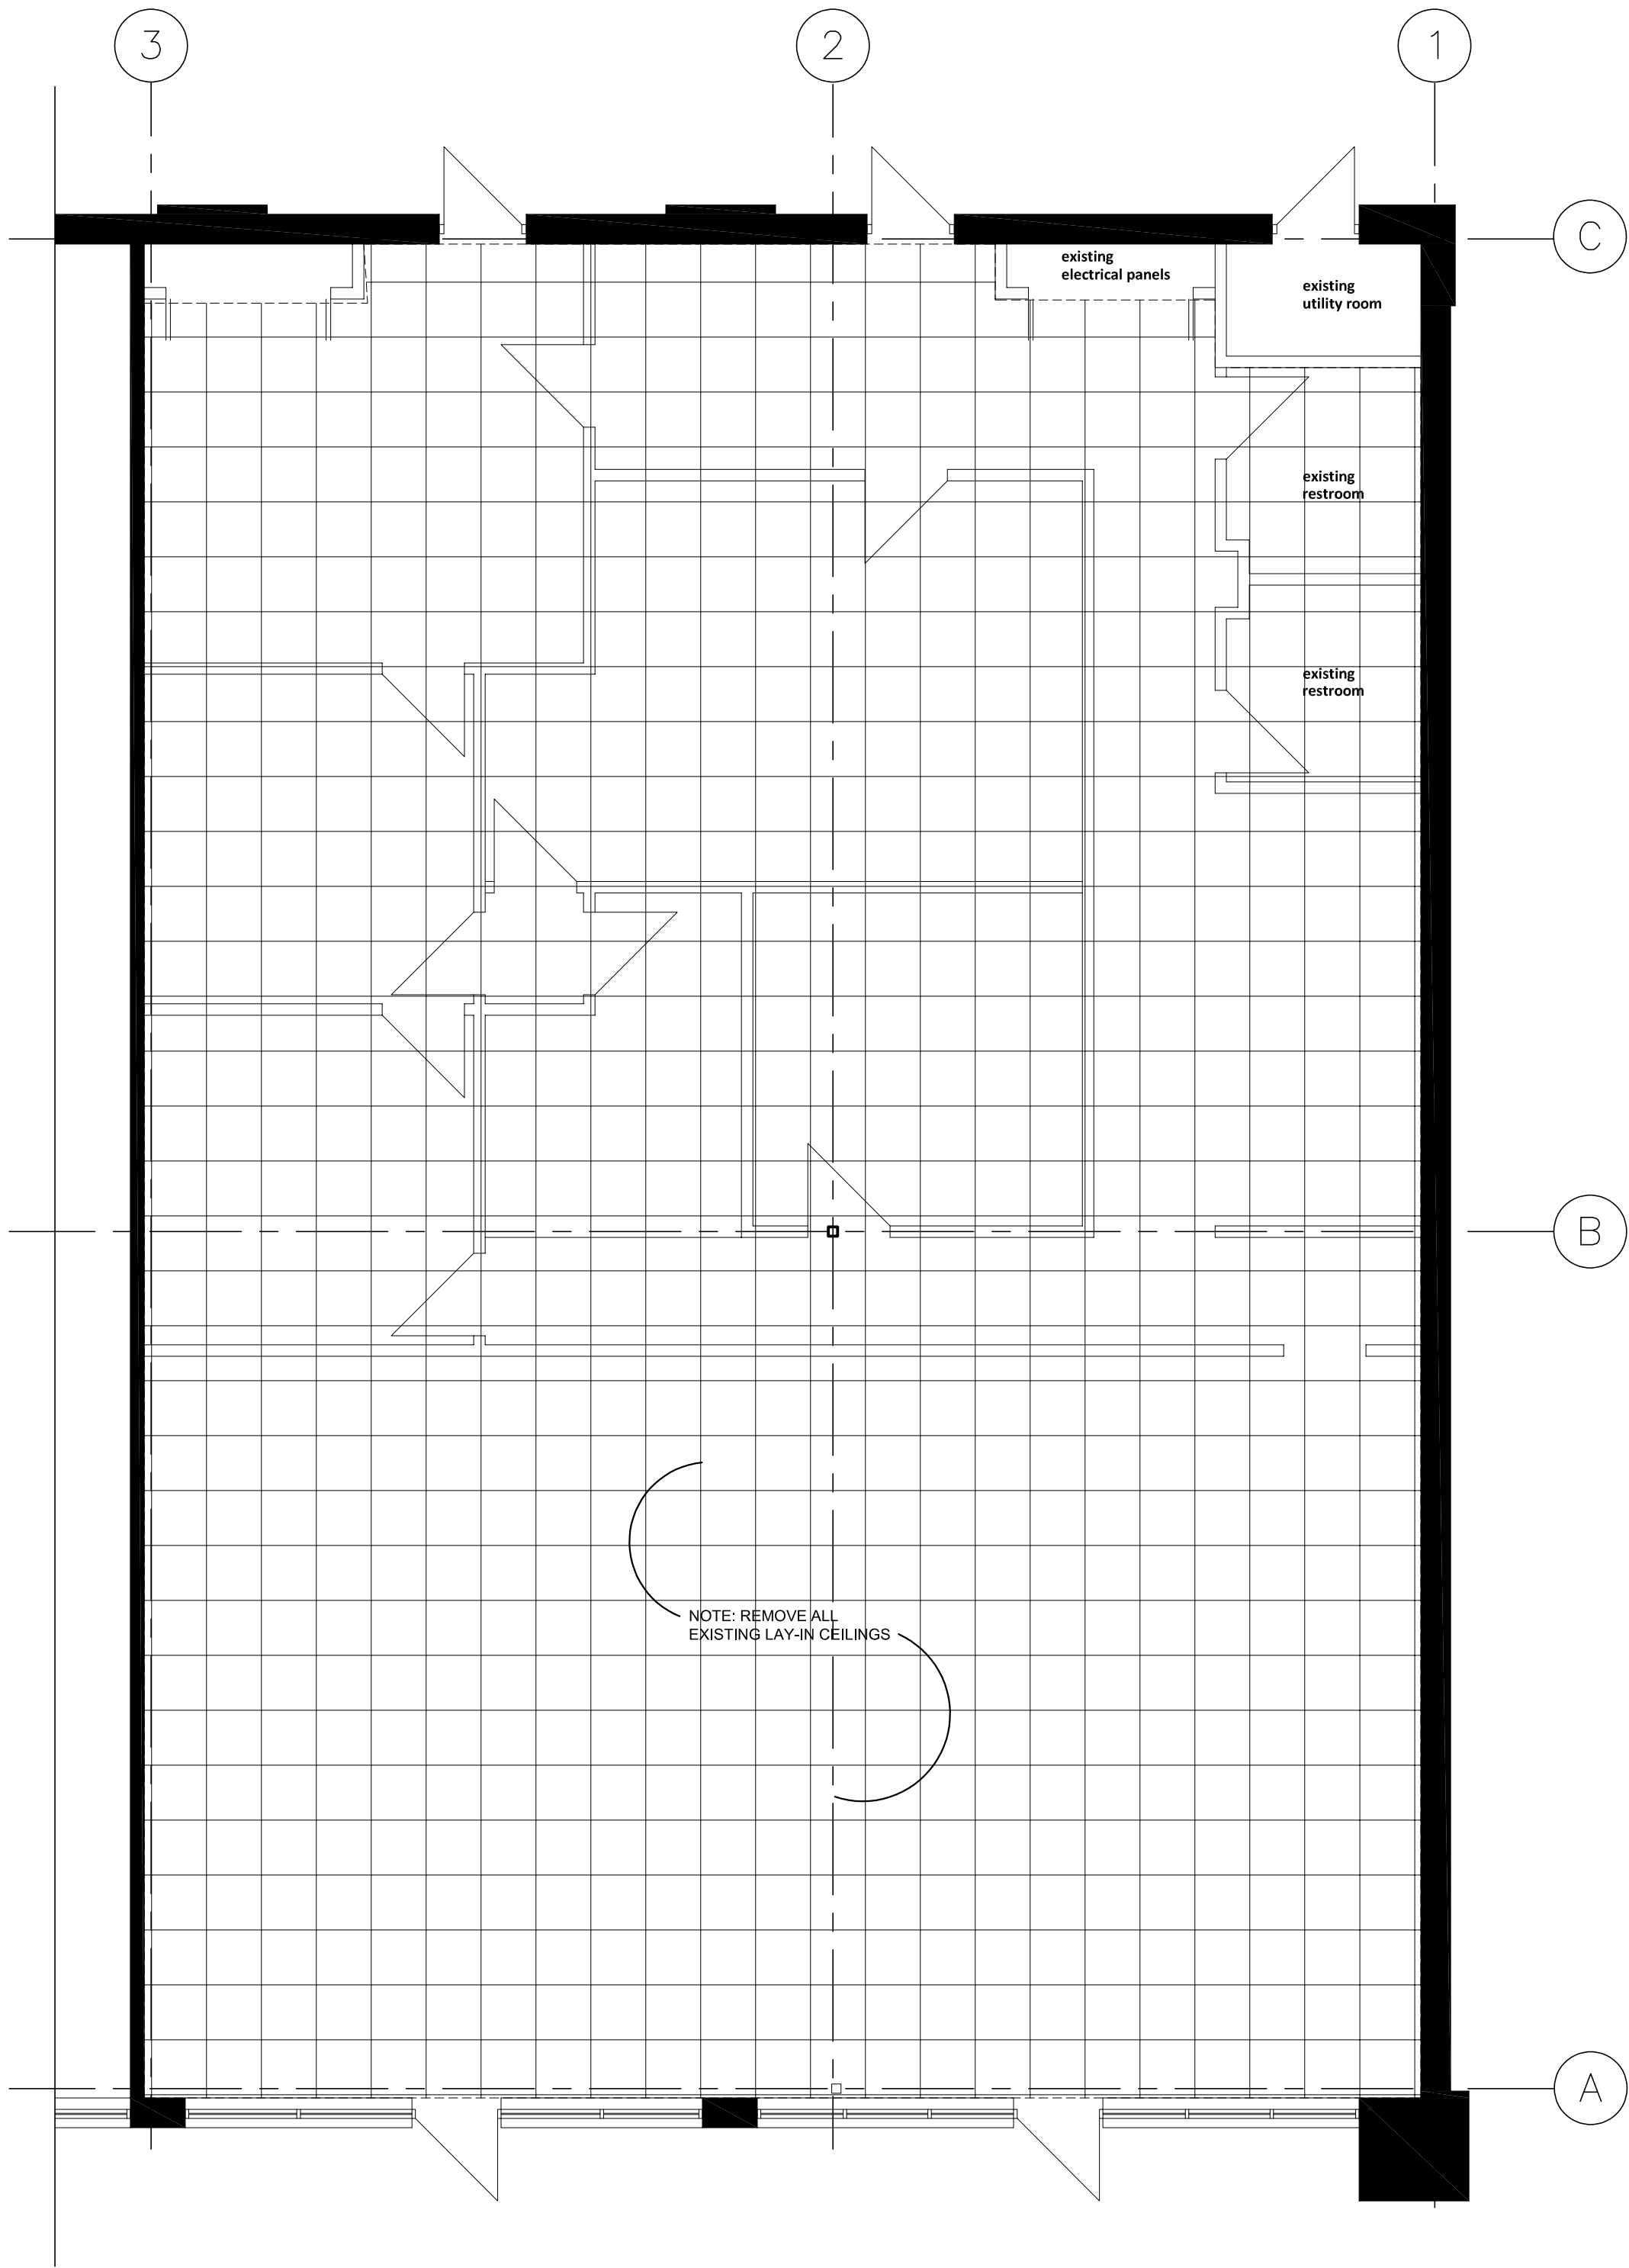 3
2
1
C
existing
electrical panels
existing
utility room
existing
restroom
existing
restroom
B
NOTE: REMOVE ALL
EXISTING LAY-IN CEILINGS
A